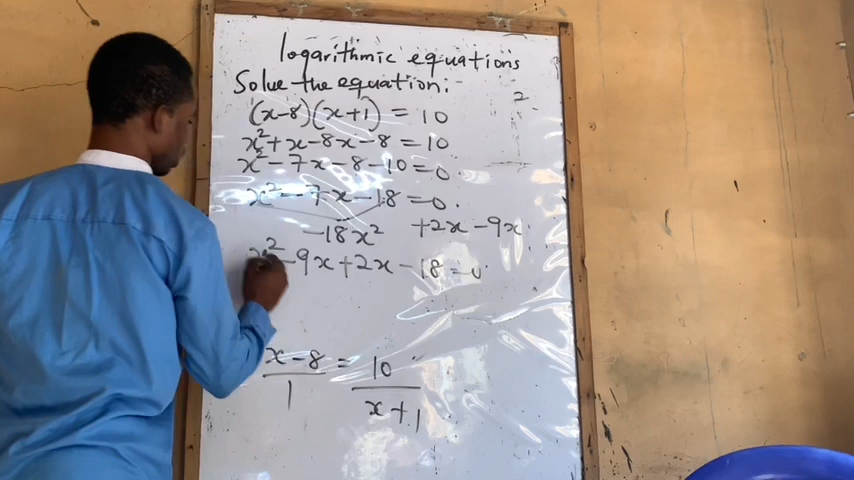 logarithmic equations
Solve the equation:
(x-8)(x+1) = 10
x²+x-8x-8=10
x²-7x-8-10=0
x²-7x-18=0.
-18x² +2x-9x
x²-9x+2x-18=0
x-8 = 10
1 x+1
2